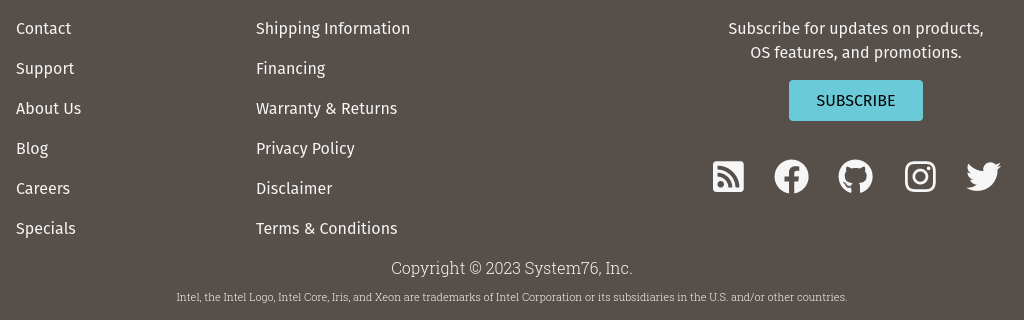 Contact
Support
About Us
Blog
Careers
Specials
Shipping Information
Financing
Warranty & Returns
Privacy Policy
Disclaimer
Terms & Conditions
Subscribe for updates on products,
OS features, and promotions.
SUBSCRIBE
Copyright © 2023 System76, Inc.
Intel, the Intel Logo, Intel Core, Iris, and Xeon are trademarks of Intel Corporation or its subsidiaries in the U.S. and/or other countries.